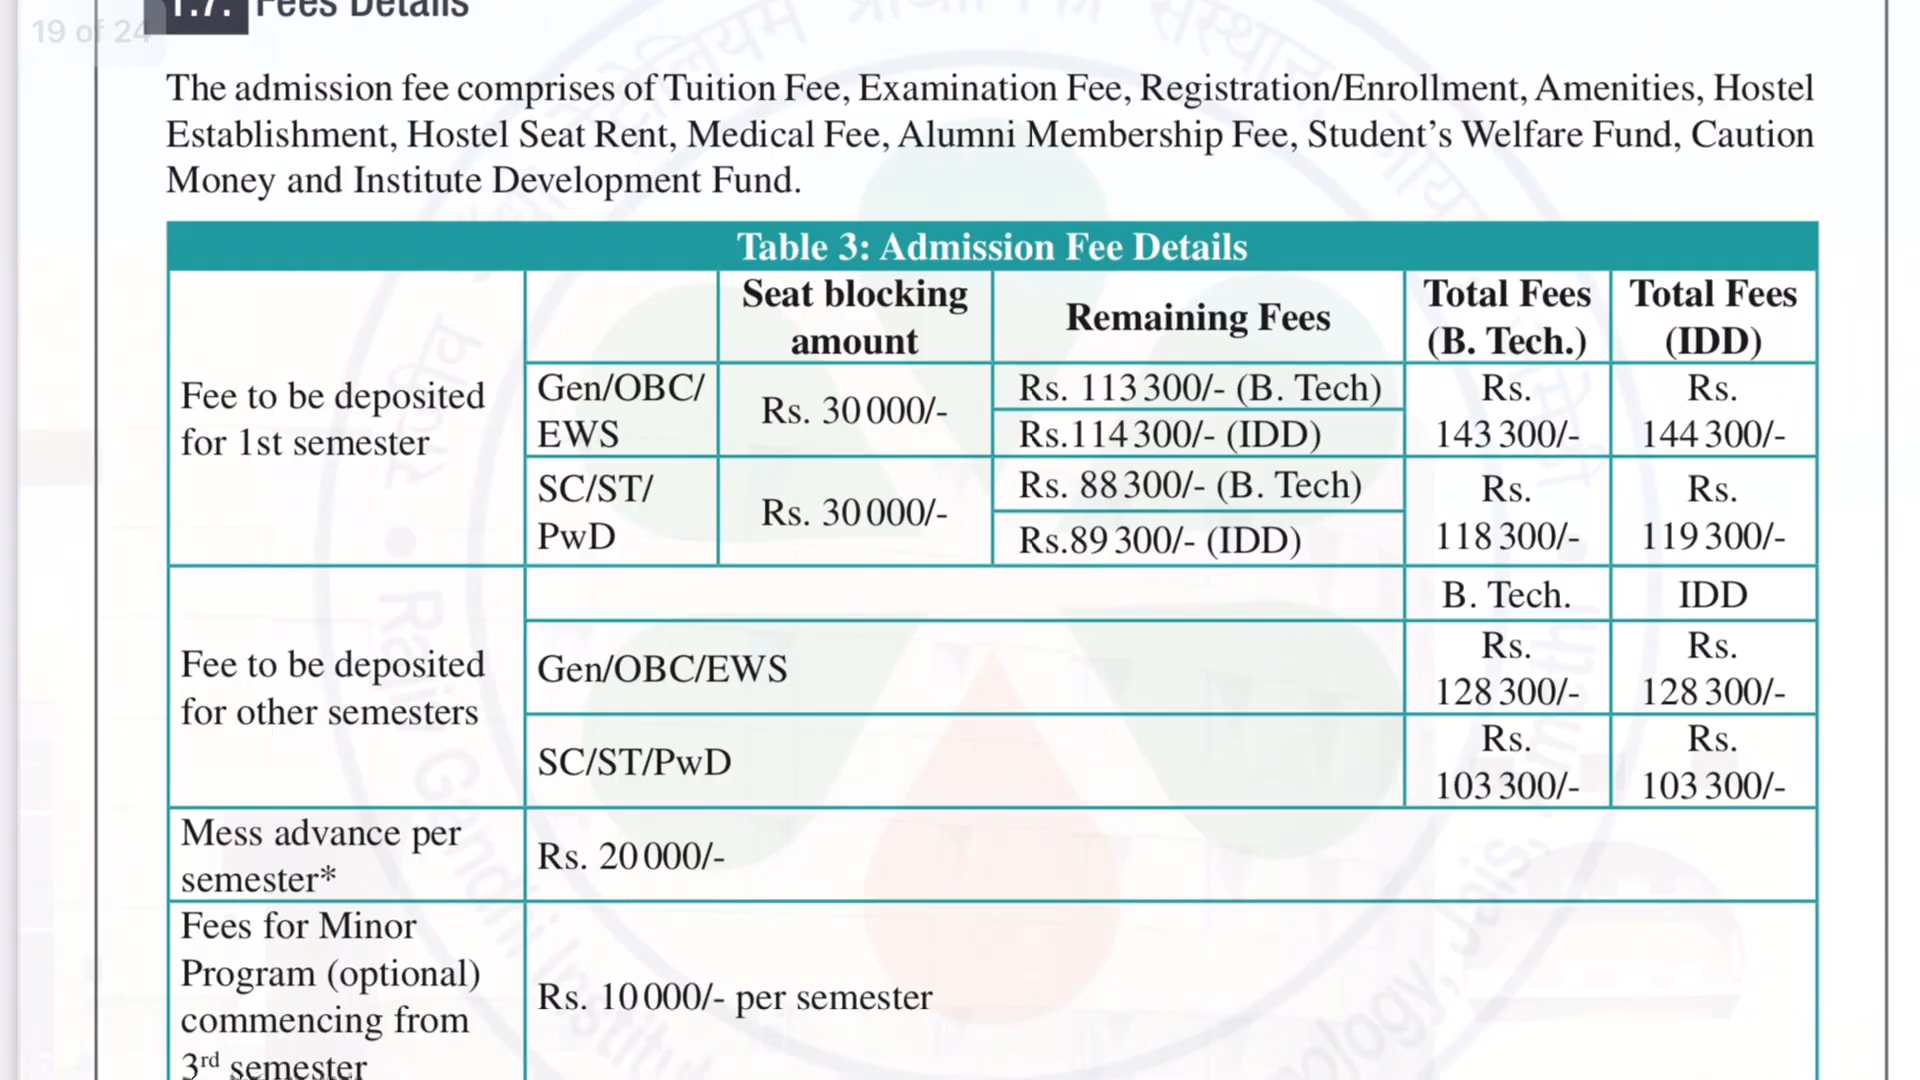 19 of 24
1.7. Fees Details
The admission fee comprises of Tuition Fee, Examination Fee, Registration/Enrollment, Amenities, Hostel
Establishment, Hostel Seat Rent, Medical Fee, Alumni Membership Fee, Student’s Welfare Fund, Caution
Money and Institute Development Fund.
Table 3: Admission Fee Details
Seat blocking amount
Remaining Fees
Total Fees (B. Tech.)
Total Fees (IDD)
Fee to be deposited
for 1st semester
Gen/OBC/
EWS
Rs. 30000/-
Rs. 113300/- (B. Tech)
Rs.114300/- (IDD)
Rs.
143300/-
Rs.
144300/-
SC/ST/
PwD
Rs. 30000/-
Rs. 88300/- (B. Tech)
Rs.89300/- (IDD)
Rs.
118300/-
Rs.
119300/-
Fee to be deposited
for other semesters
B. Tech.
IDD
Gen/OBC/EWS
Rs.
128300/-
Rs.
128300/-
SC/ST/PwD
Rs.
103300/-
Rs.
103300/-
Mess advance per
semester*
Rs. 20000/-
Fees for Minor
Program (optional)
commencing from
3rd semester
Rs. 10000/- per semester